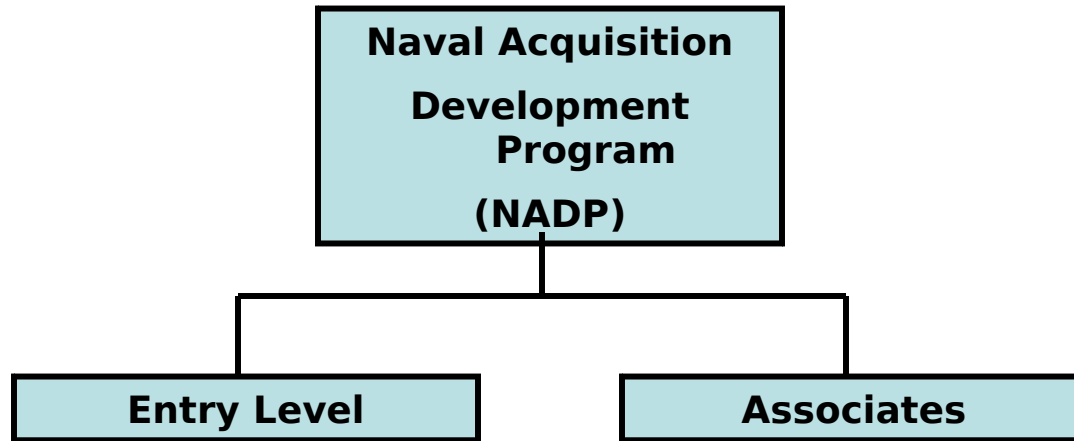 Naval Acquisition
Development
Program
(NADP)
Entry Level
Associates